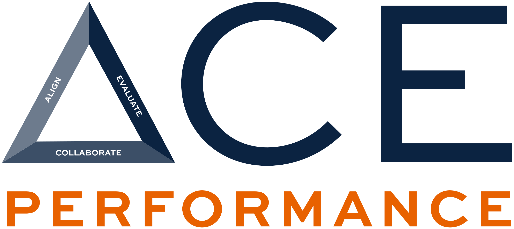 ACE
ALIGN
EVALUATE
COLLABORATE
PERFORMANCE